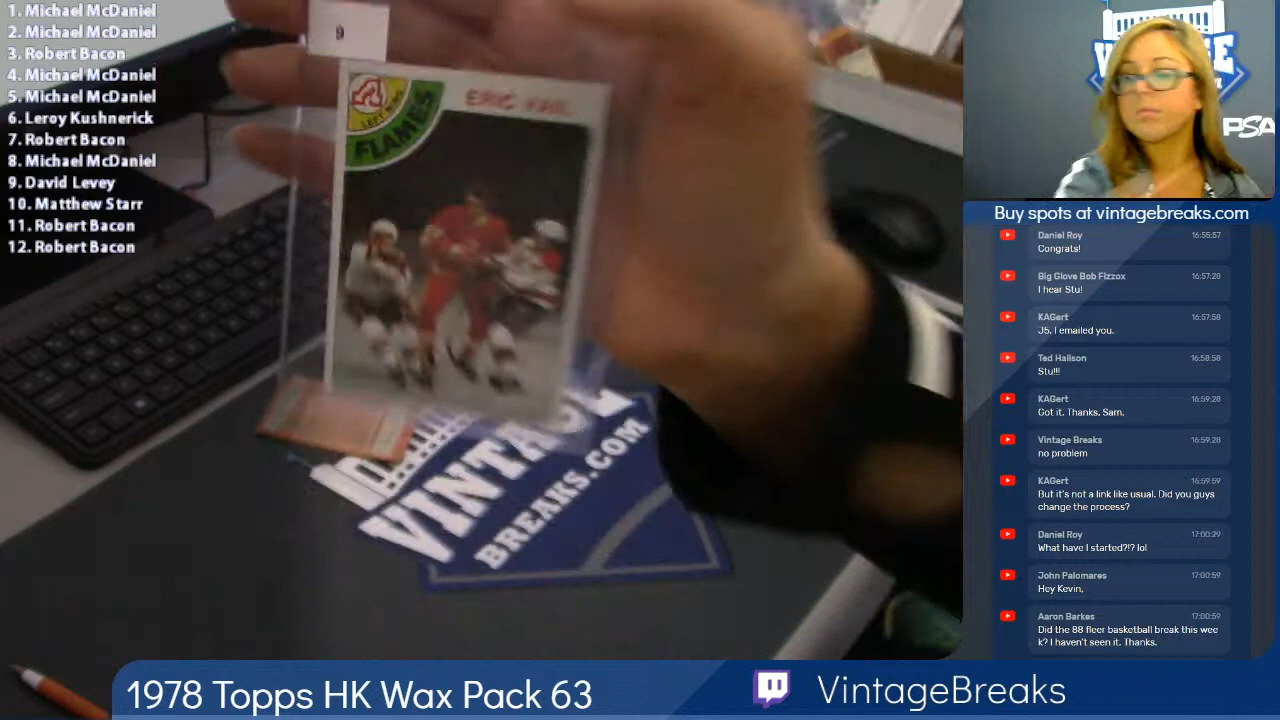 1. Michael McDaniel
2. Michael McDaniel
3. Robert Bacon
4. Michael McDaniel
5. Michael McDaniel
6. Leroy Kushnerick
7. Robert Bacon
8. Michael McDaniel
9. David Levey
10. Matthew Starr
11. Robert Bacon
12. Robert Bacon
9
ERIC VAIL
LEFT WING
FLAMES
VINTAGE
BREAKS.COM
PSA
Buy spots at vintagebreaks.com
Daniel Roy 16:55:57
Congrats!
Big Glove Bob Fizzox 16:57:28
I hear Stu!
KAGert 16:57:58
J5, I emailed you.
Ted Hailson 16:58:58
Stu!!!
KAGert 16:59:28
Got it. Thanks, Sam.
Vintage Breaks 16:59:28
no problem
KAGert 16:59:59
But it's not a link like usual. Did you guys
change the process?
Daniel Roy 17:00:29
What have I started?!? lol
John Palomares 17:00:59
Hey Kevin,
Aaron Barkes 17:00:59
Did the 88 fleer basketball break this wee
k? I haven't seen it. Thanks.
1978 Topps HK Wax Pack 63
VintageBreaks